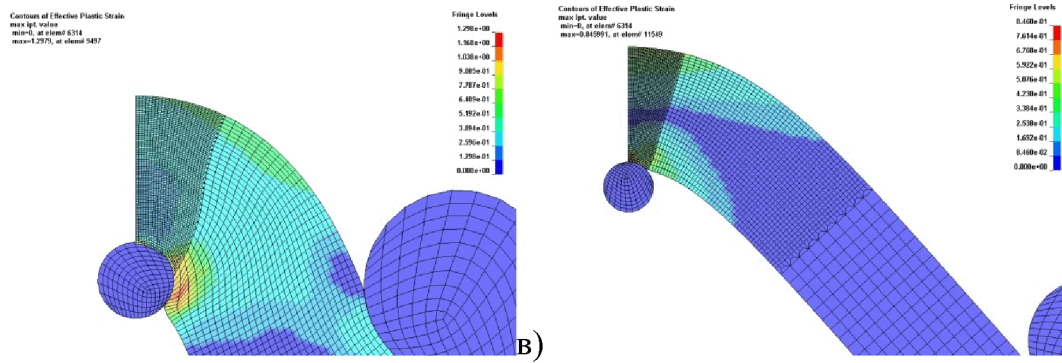 Contours of Effective Plastic Strain
max ipt. value
min=0, at elem# 6314
max=1.2979, at elem# 9497
Fringe Levels
1.298e+00
1.168e+00
1.038e+00
9.085e-01
7.787e-01
6.489e-01
5.192e-01
3.894e-01
2.596e-01
1.298e-01
0.000e+00
в)
Contours of Effective Plastic Strain
max ipt. value
min=0, at elem# 6314
max=0.845991, at elem# 11549
Fringe Levels
8.460e-01
7.614e-01
6.768e-01
5.922e-01
5.076e-01
4.230e-01
3.384e-01
2.538e-01
1.692e-01
8.460e-02
0.000e+00